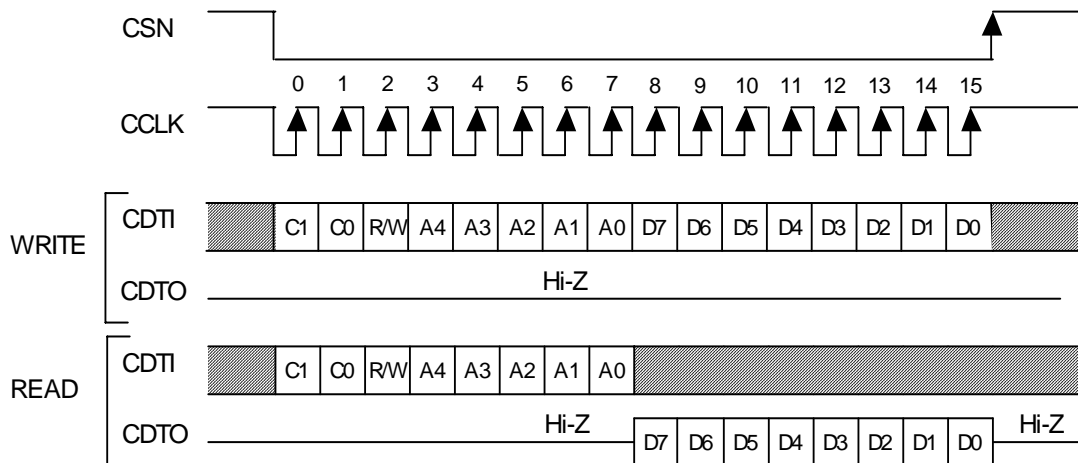 CSN
0 1 2 3 4 5 6 7 8 9 10 11 12 13 14 15
CCLK
WRITE
CDTI C1 C0 R/W A4 A3 A2 A1 A0 D7 D6 D5 D4 D3 D2 D1 D0
Hi-Z
CDTO
READ
CDTI C1 C0 R/W A4 A3 A2 A1 A0
CDTO Hi-Z D7 D6 D5 D4 D3 D2 D1 D0 Hi-Z